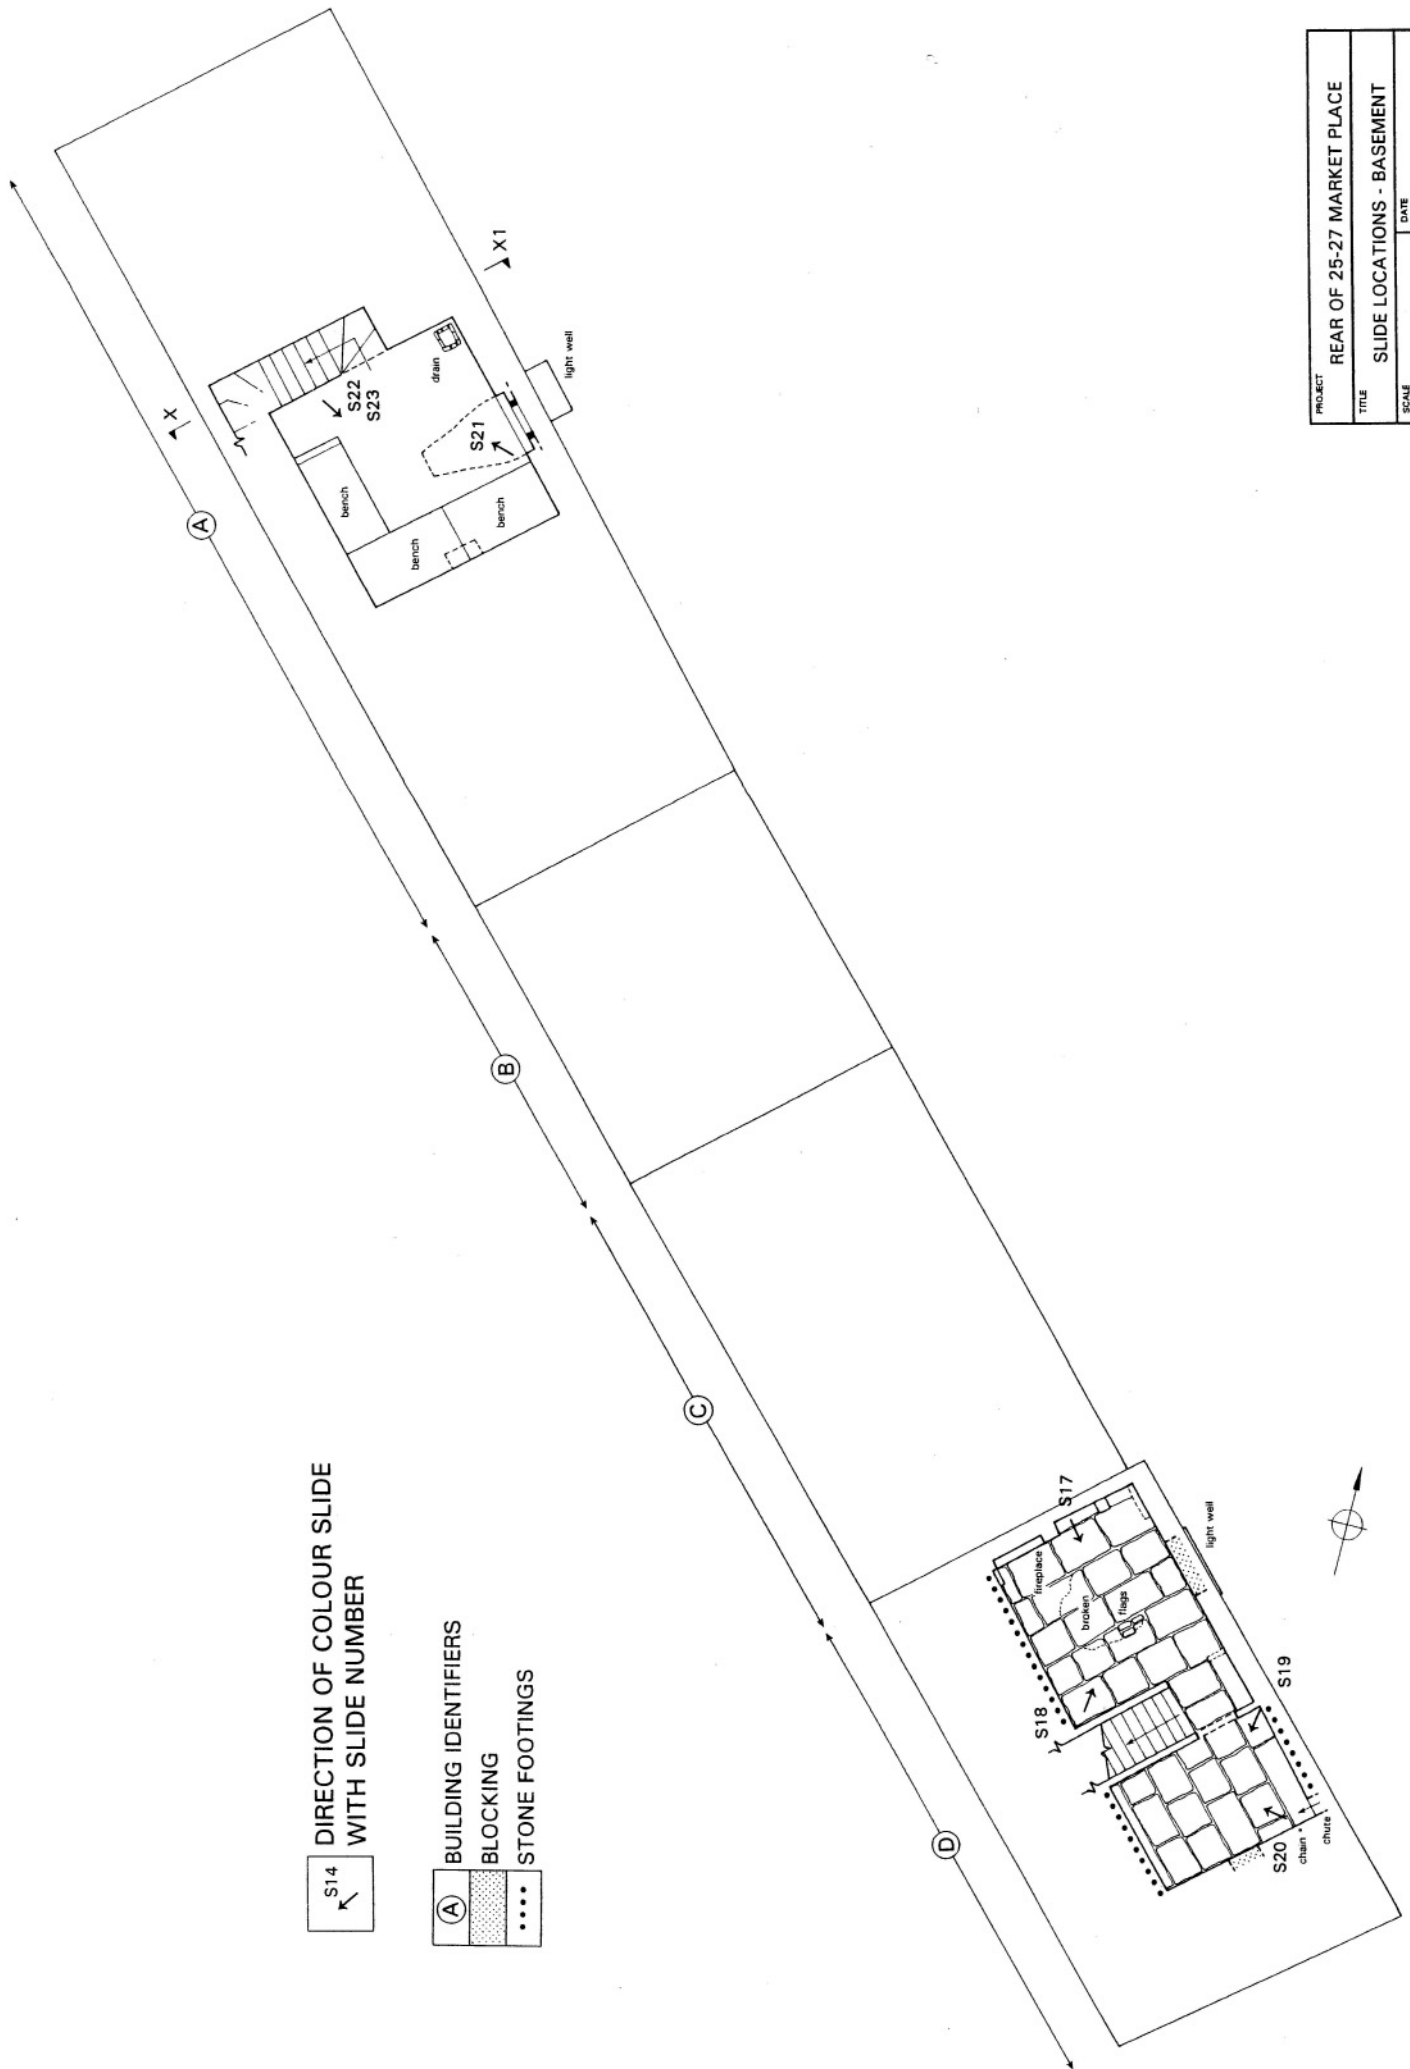 PROJECT
REAR OF 25-27 MARKET PLACE
TITLE
SLIDE LOCATIONS - BASEMENT
SCALE
DATE
S14
DIRECTION OF COLOUR SLIDE
WITH SLIDE NUMBER
A
BUILDING IDENTIFIERS
BLOCKING
STONE FOOTINGS
A
B
C
D
X
X1
S22
S23
drain
light well
S21
bench
bench
bench
S17
fireplace
broken
flags
light well
S18
S19
S20
chain
chute